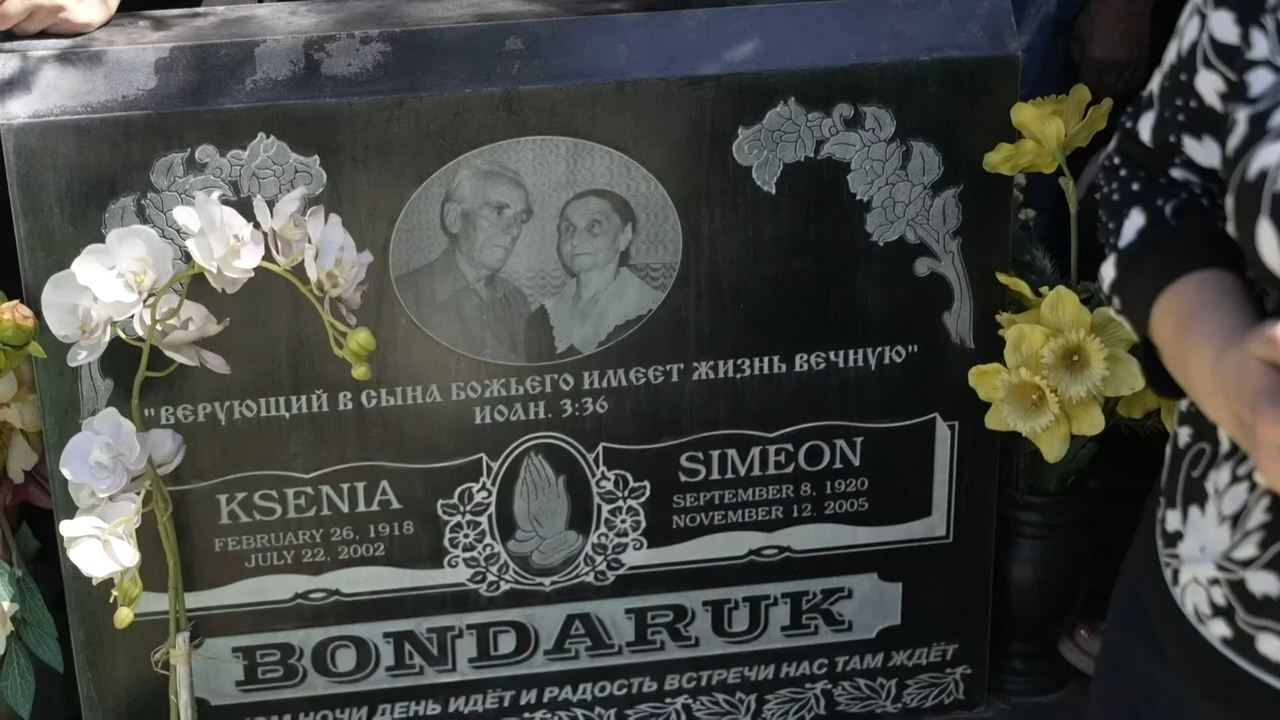 "ВЕРУЮЩИЙ В СЫНА БОЖЬЕГО ИМЕЕТ ЖИЗНЬ ВЕЧНУЮ"
ИОАН. 3:36
KSENIA
FEBRUARY 26, 1918
JULY 22, 2002
SIMEON
SEPTEMBER 8, 1920
NOVEMBER 12, 2005
BONDARUK
НОЧИ ДЕНЬ ИДЁТ И РАДОСТЬ ВСТРЕЧИ НАС ТАМ ЖДЁТ